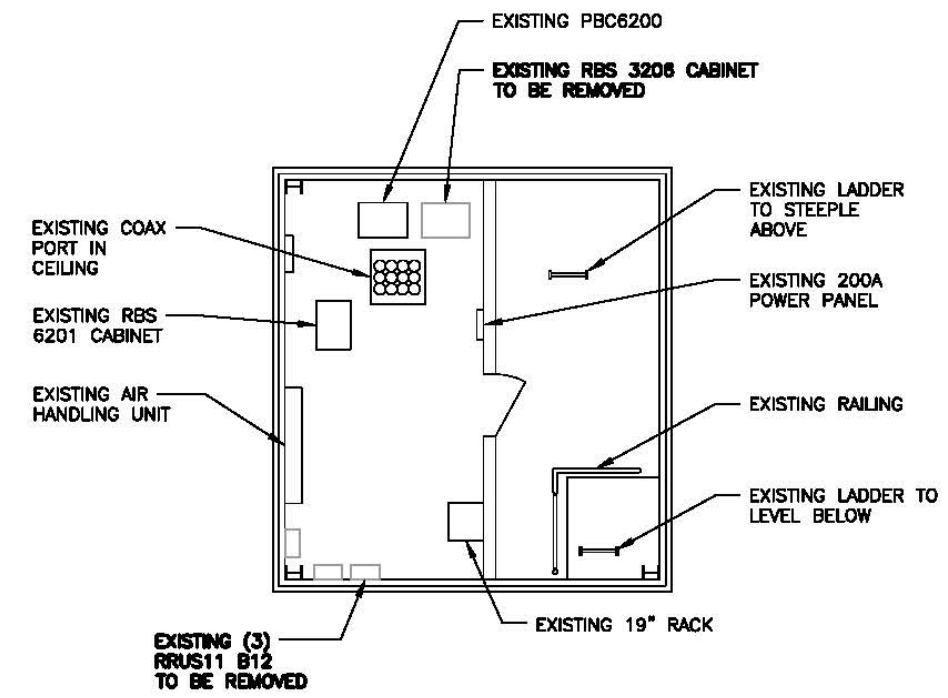 EXISTING PBC6200
EXISTING RBS 3206 CABINET
TO BE REMOVED
EXISTING LADDER
TO STEEPLE
ABOVE
EXISTING COAX
PORT IN
CEILING
EXISTING 200A
POWER PANEL
EXISTING RBS
6201 CABINET
EXISTING AIR
HANDLING UNIT
EXISTING RAILING
EXISTING LADDER TO
LEVEL BELOW
EXISTING 19" RACK
EXISTING (3)
RRUS11 B12
TO BE REMOVED